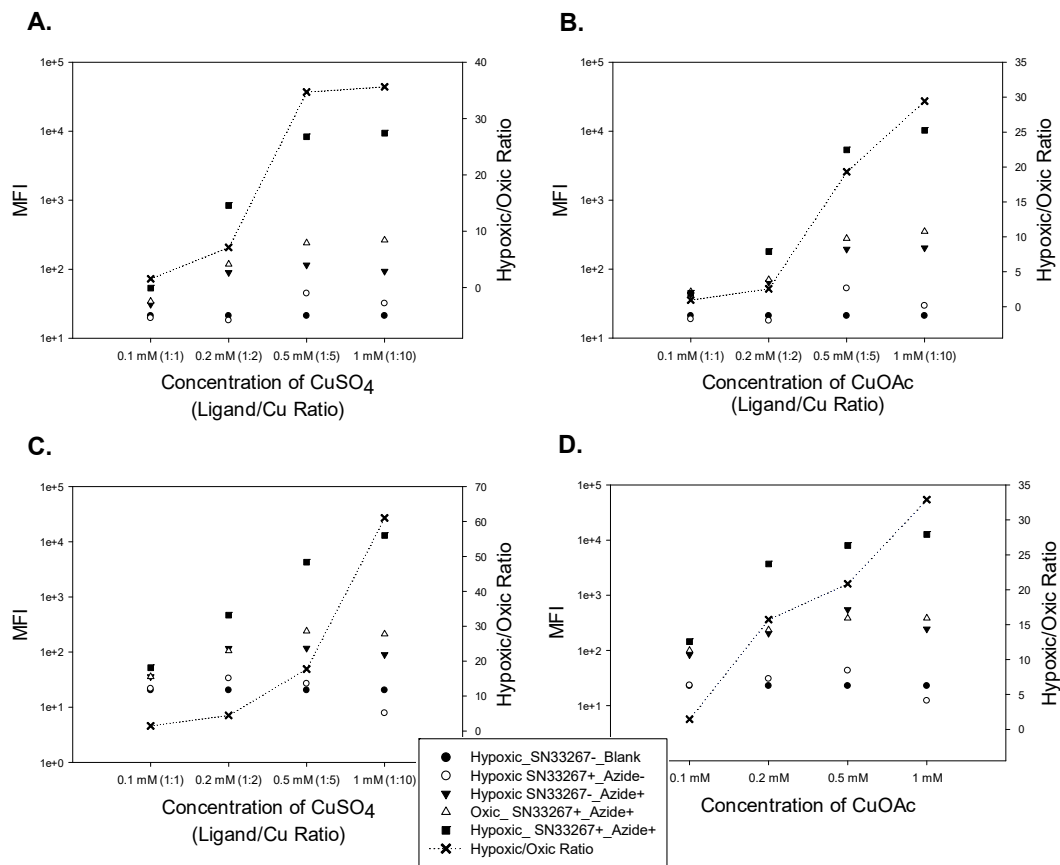 A.
B.
1e+5
1e+4
1e+3
1e+2
1e+1
MFI
40
30
20
10
0
Hypoxic/Oxic Ratio
0.1 mM (1:1) 0.2 mM (1:2) 0.5 mM (1:5) 1 mM (1:10)
Concentration of CuSO4
(Ligand/Cu Ratio)
1e+5
1e+4
1e+3
1e+2
1e+1
MFI
35
30
25
20
15
10
5
0
Hypoxic/Oxic Ratio
0.1 mM (1:1) 0.2 mM (1:2) 0.5 mM (1:5) 1 mM (1:10)
Concentration of CuOAc
(Ligand/Cu Ratio)
C.
D.
1e+5
1e+4
1e+3
1e+2
1e+1
1e+0
MFI
70
60
50
40
30
20
10
0
Hypoxic/Oxic Ratio
0.1 mM (1:1) 0.2 mM (1:2) 0.5 mM (1:5) 1 mM (1:10)
Concentration of CuSO4
(Ligand/Cu Ratio)
1e+5
1e+4
1e+3
1e+2
1e+1
1e+0
MFI
35
30
25
20
15
10
5
0
Hypoxic/Oxic Ratio
0.1 mM 0.2 mM 0.5 mM 1 mM
Concentration of CuOAc
Hypoxic_SN33267-_Blank
Hypoxic SN33267+_Azide-
Hypoxic SN33267-_Azide+
Oxic_ SN33267+_Azide+
Hypoxic_ SN33267+_Azide+
Hypoxic/Oxic Ratio